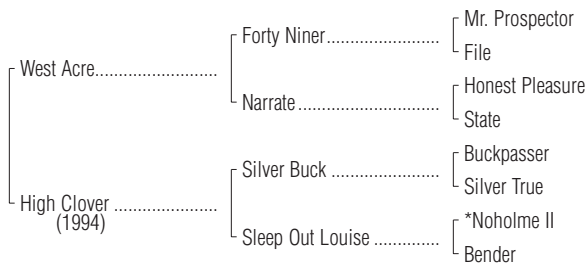 Mr. Prospector
Forty Niner
File
West Acre
Honest Pleasure
Narrate
State
Buckpasser
Silver Buck
Silver True
High Clover
(1994)
*Noholme II
Sleep Out Louise
Bender